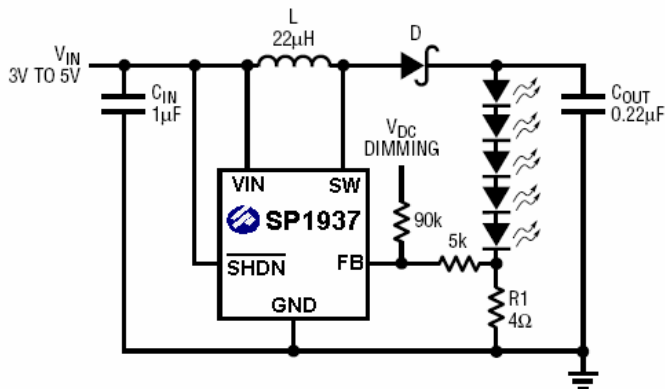 L
22μH
D
VIN
3V TO 5V
CIN
1μF
COUT
0.22μF
VDC
DIMMING
VIN
SW
SP1937
90k
5k
SHDN
FB
GND
R1
4Ω